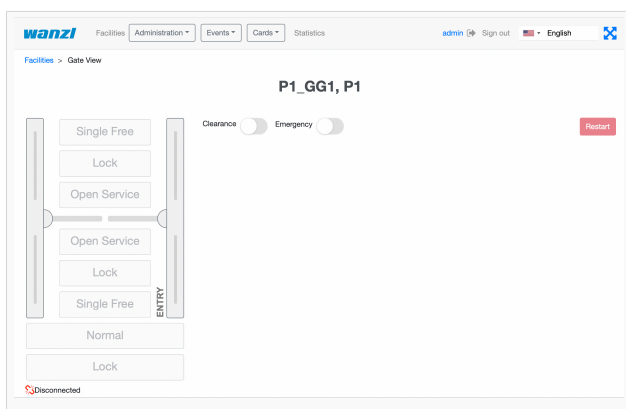 wanzl Facilities Administration Events Cards Statistics admin Sign out English
Facilities > Gate View
P1_GG1, P1
Clearance Emergency Restart
Single Free
Lock
Open Service
Open Service
Lock
Single Free
ENTRY
Normal
Lock
Disconnected